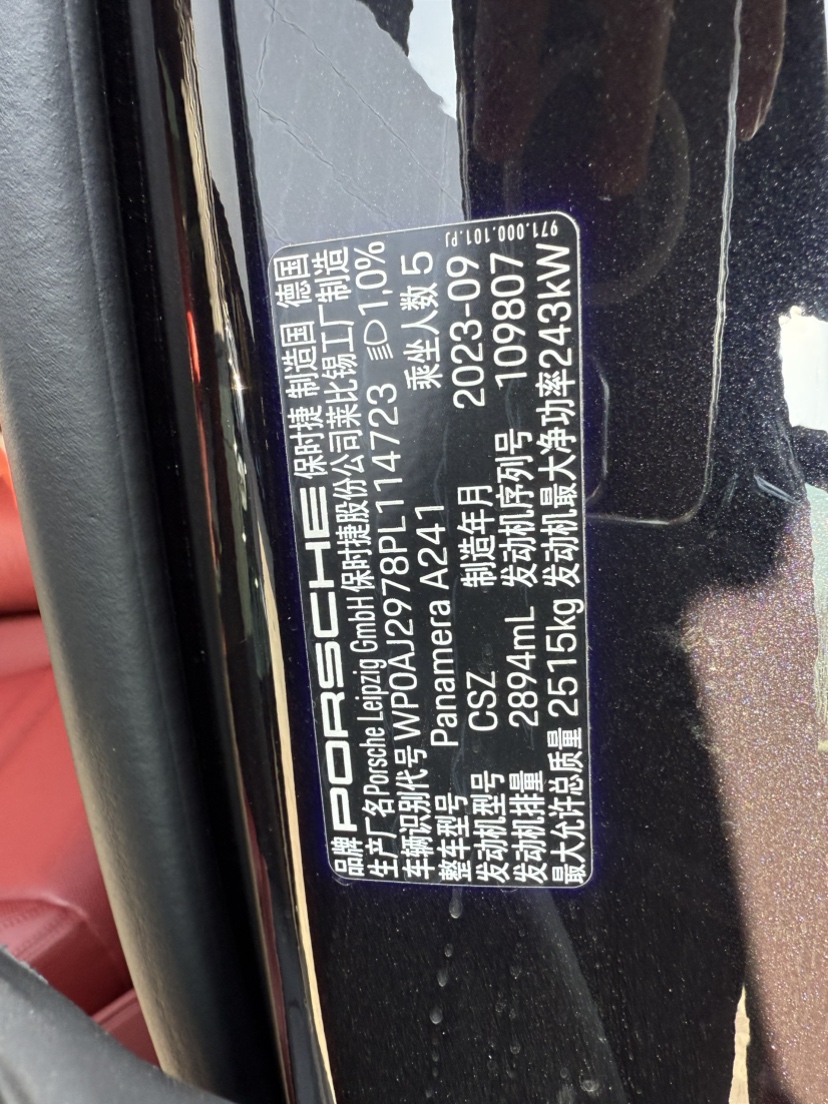 品牌 PORSCHE 保时捷 制造国 德国
生产厂名 Porsche Leipzig GmbH 保时捷股份公司莱比锡工厂制造
车辆识别代号 WP0AJ2978PL114723 1,0%
整车型号 Panamera A241 乘坐人数 5
发动机型号 CSZ 制造年月 2023-09
发动机排量 2894mL 发动机序列号 109807
最大允许总质量 2515kg 发动机最大净功率 243kW
971.000.101.PJ